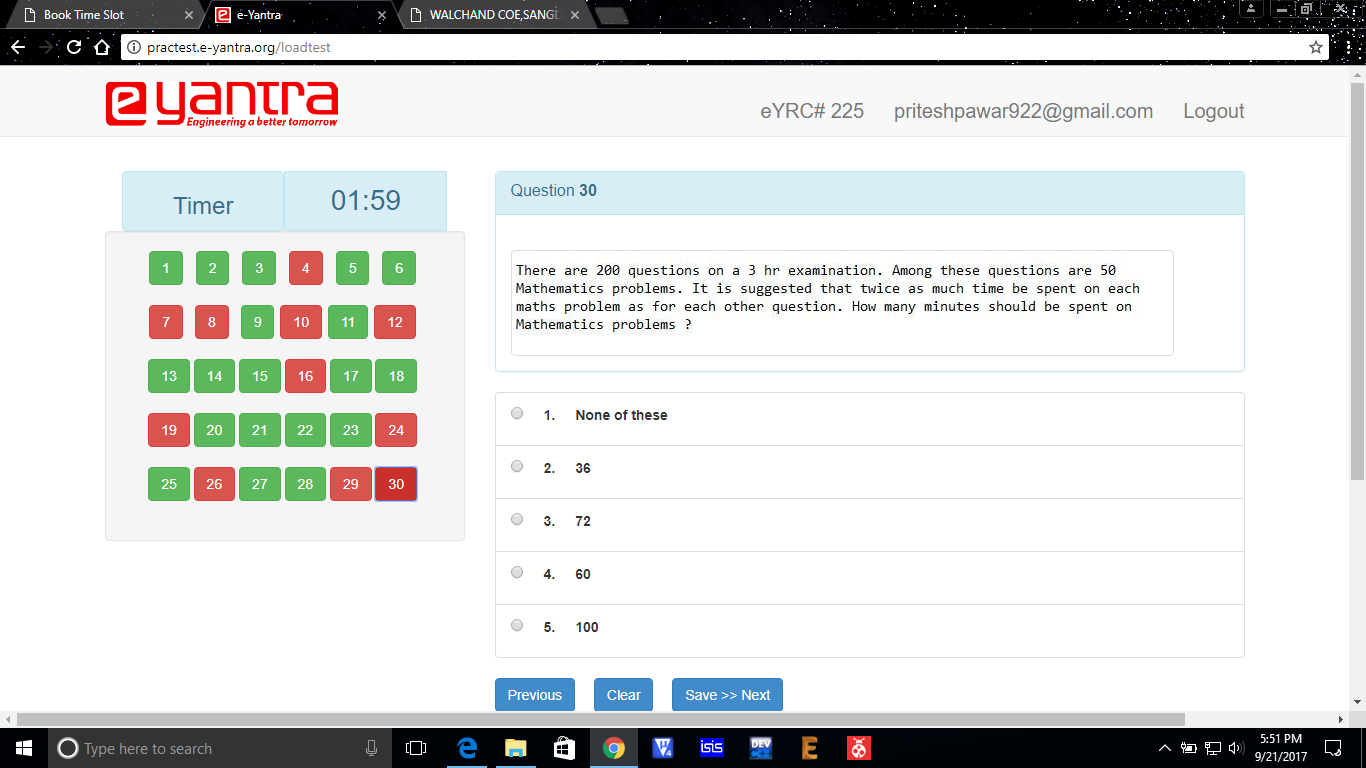 Book Time Slot
e-Yantra
WALCHAND COE,SANGL
practest.e-yantra.org/loadtest
e yantra
Engineering a better tomorrow
eYRC# 225 priteshpawar922@gmail.com Logout
Timer 01:59
1 2 3 4 5 6
7 8 9 10 11 12
13 14 15 16 17 18
19 20 21 22 23 24
25 26 27 28 29 30
Question 30
There are 200 questions on a 3 hr examination. Among these questions are 50
Mathematics problems. It is suggested that twice as much time be spent on each
maths problem as for each other question. How many minutes should be spent on
Mathematics problems ?
1. None of these
2. 36
3. 72
4. 60
5. 100
Previous Clear Save >> Next
Type here to search
isis
DEV
5:51 PM
9/21/2017